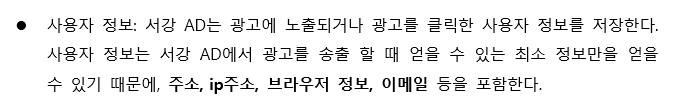 ● 사용자 정보: 서강 AD는 광고에 노출되거나 광고를 클릭한 사용자 정보를 저장한다.
사용자 정보는 서강 AD에서 광고를 송출 할 때 얻을 수 있는 최소 정보만을 얻을
수 있기 때문에, 주소, ip주소, 브라우저 정보, 이메일 등을 포함한다.